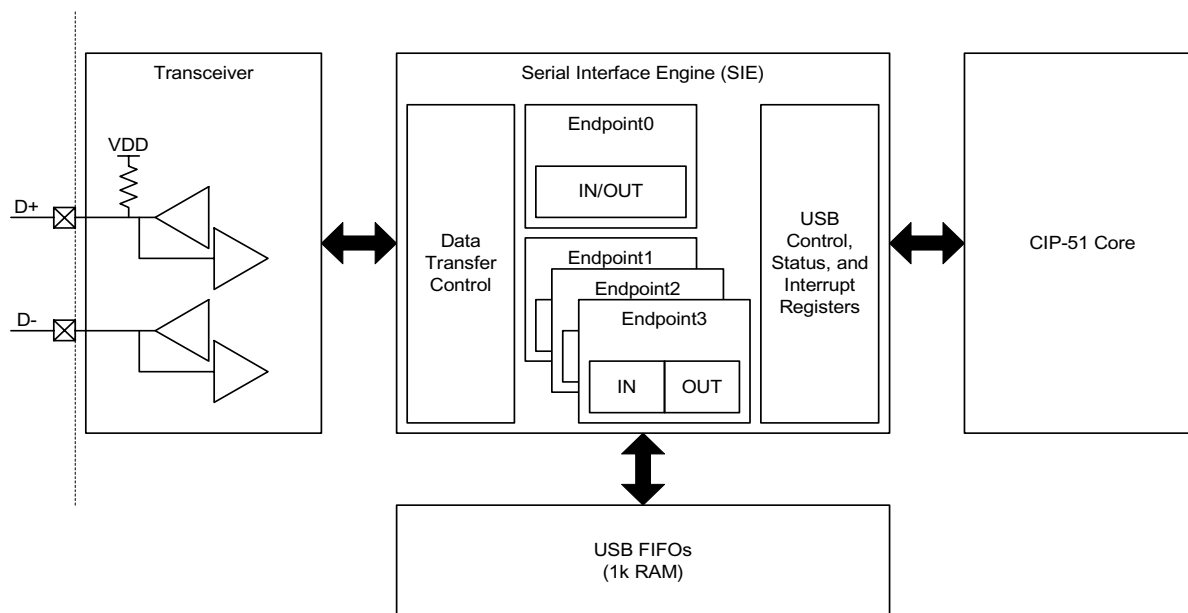 Transceiver
VDD
D+
D-
Serial Interface Engine (SIE)
Data
Transfer
Control
Endpoint0
IN/OUT
Endpoint1
Endpoint2
Endpoint3
IN
OUT
USB
Control,
Status, and
Interrupt
Registers
CIP-51 Core
USB FIFOs
(1k RAM)